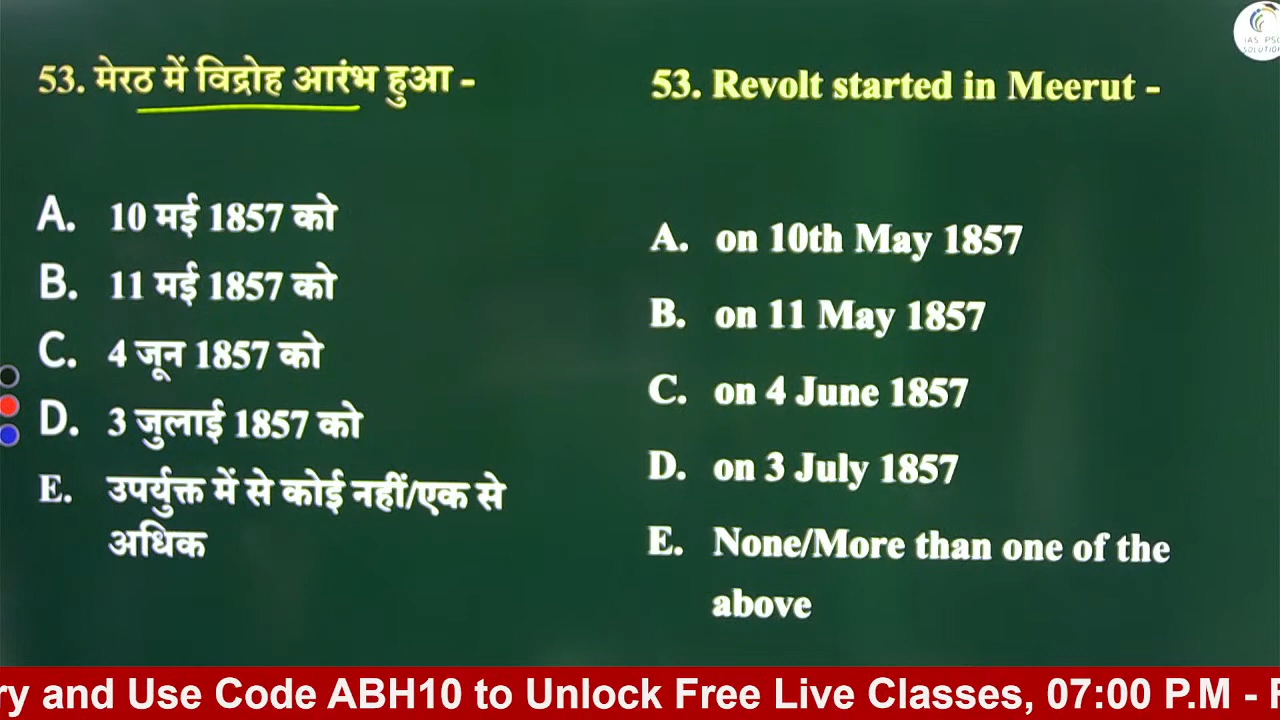 IAS PSC
SOLUTION
53. मेरठ में विद्रोह आरंभ हुआ -
A. 10 मई 1857 को
B. 11 मई 1857 को
C. 4 जून 1857 को
D. 3 जुलाई 1857 को
E. उपर्युक्त में से कोई नहीं/एक से
अधिक
53. Revolt started in Meerut -
A. on 10th May 1857
B. on 11 May 1857
C. on 4 June 1857
D. on 3 July 1857
E. None/More than one of the
above
ry and Use Code ABH10 to Unlock Free Live Classes, 07:00 P.M -